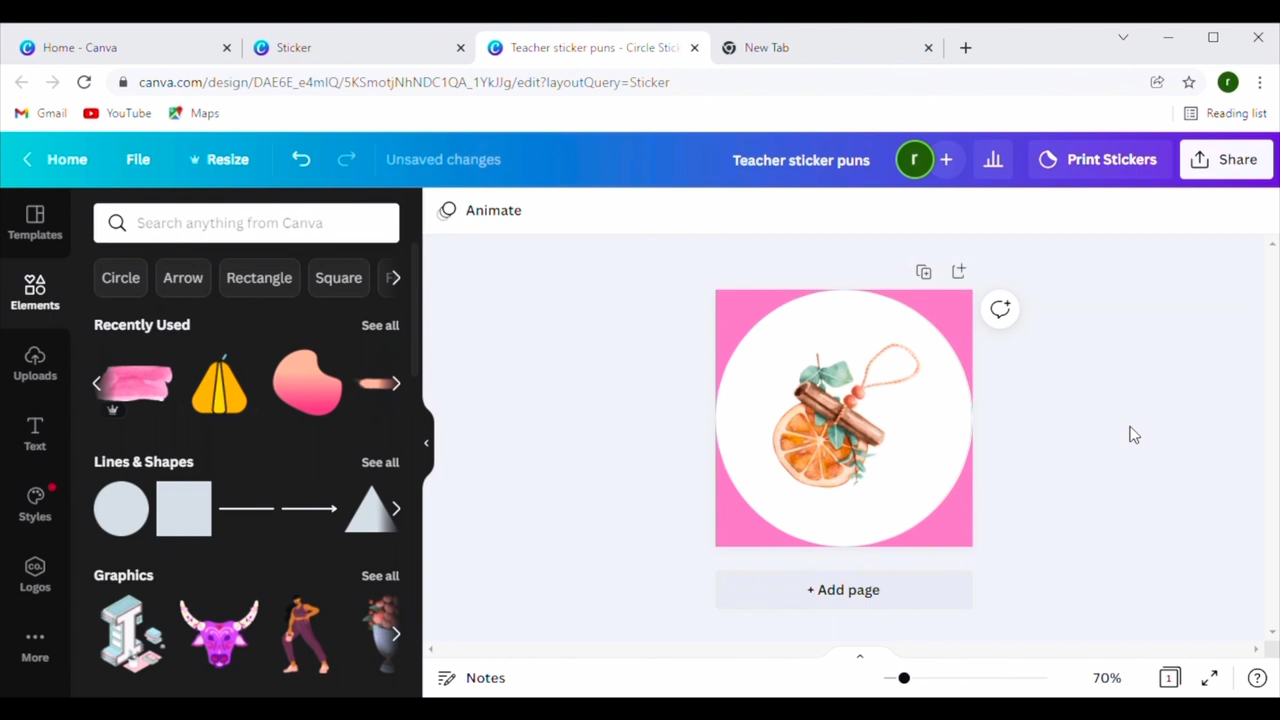 Home - Canva
Sticker
Teacher sticker puns - Circle Stick
New Tab
canva.com/design/DAE6E_e4mIQ/5KSmotjNhNDC1QA_1YkJJg/edit?layoutQuery=Sticker
r
Gmail
YouTube
Maps
Reading list
Home
File
Resize
Unsaved changes
Teacher sticker puns
r
+
Print Stickers
Share
Templates
Search anything from Canva
Animate
Elements
Circle
Arrow
Rectangle
Square
F
Recently Used
See all
Uploads
Text
Lines & Shapes
See all
Styles
co.
Logos
Graphics
See all
+ Add page
More
Notes
70%
1
?